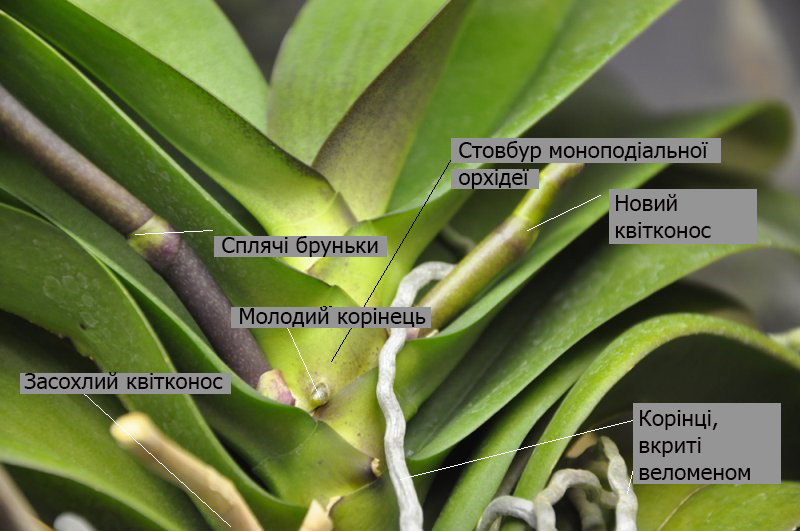 Стовбур моноподіальної
орхідеї
Новий
квітконос
Сплячі бруньки
Молодий корінець
Засохлий квітконос
Корінці,
вкриті
веломеном